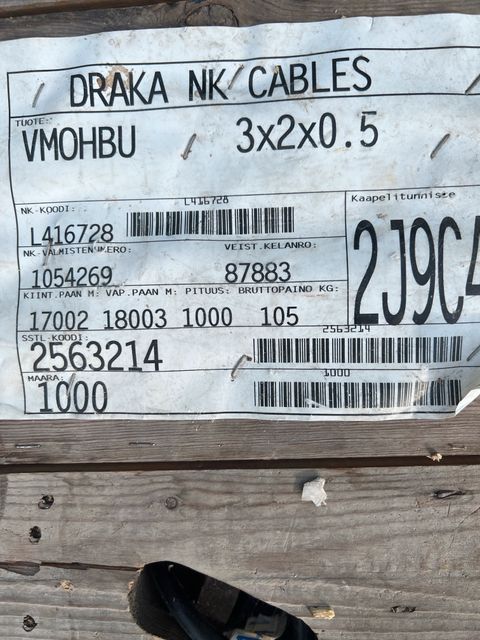 DRAKA NK CABLES
TUOTE:
VMOHBU 3x2x0.5
NK-KOODI: L416728
L416728
Kaapelitunniste
NK-VALMISTENUMERO: VEIST.KELANRO:
1054269 87883
2J9C4
KIINT.PAAN M: VAP.PAAN M: PITUUS: BRUTTOPAINO KG:
17002 18003 1000 105
SSTL-KOODI: 2563214
2563214
MAARA: 1000
1000